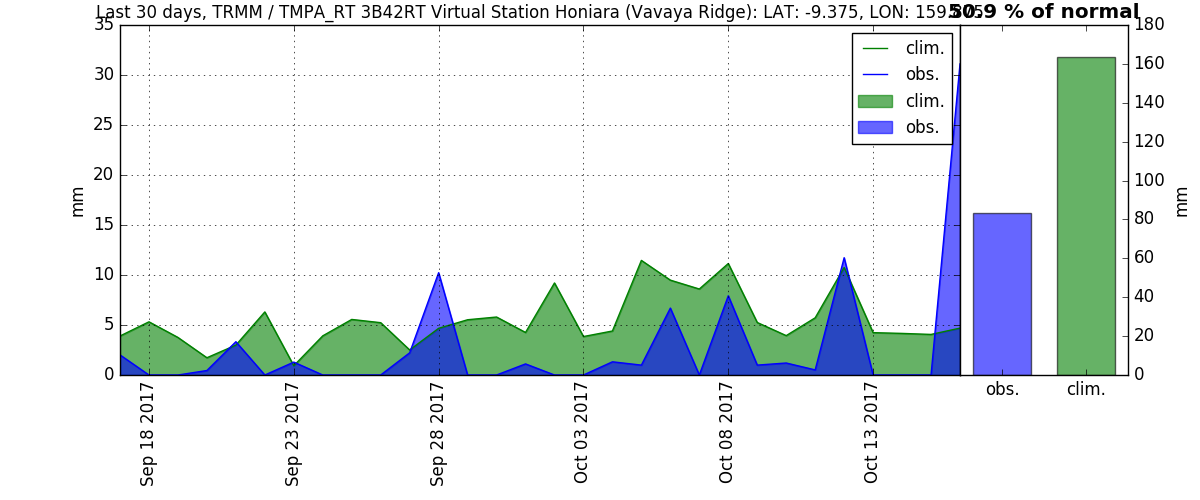 Last 30 days, TRMM / TMPA_RT 3B42RT Virtual Station Honiara (Vavaya Ridge): LAT: -9.375, LON:
50.9 % of normal
35
30
25
20
15
10
5
0
mm
clim.
obs.
clim.
obs.
180
160
140
120
100
80
60
40
20
0
mm
Sep 18 2017
Sep 23 2017
Sep 28 2017
Oct 03 2017
Oct 08 2017
Oct 13 2017
obs.
clim.